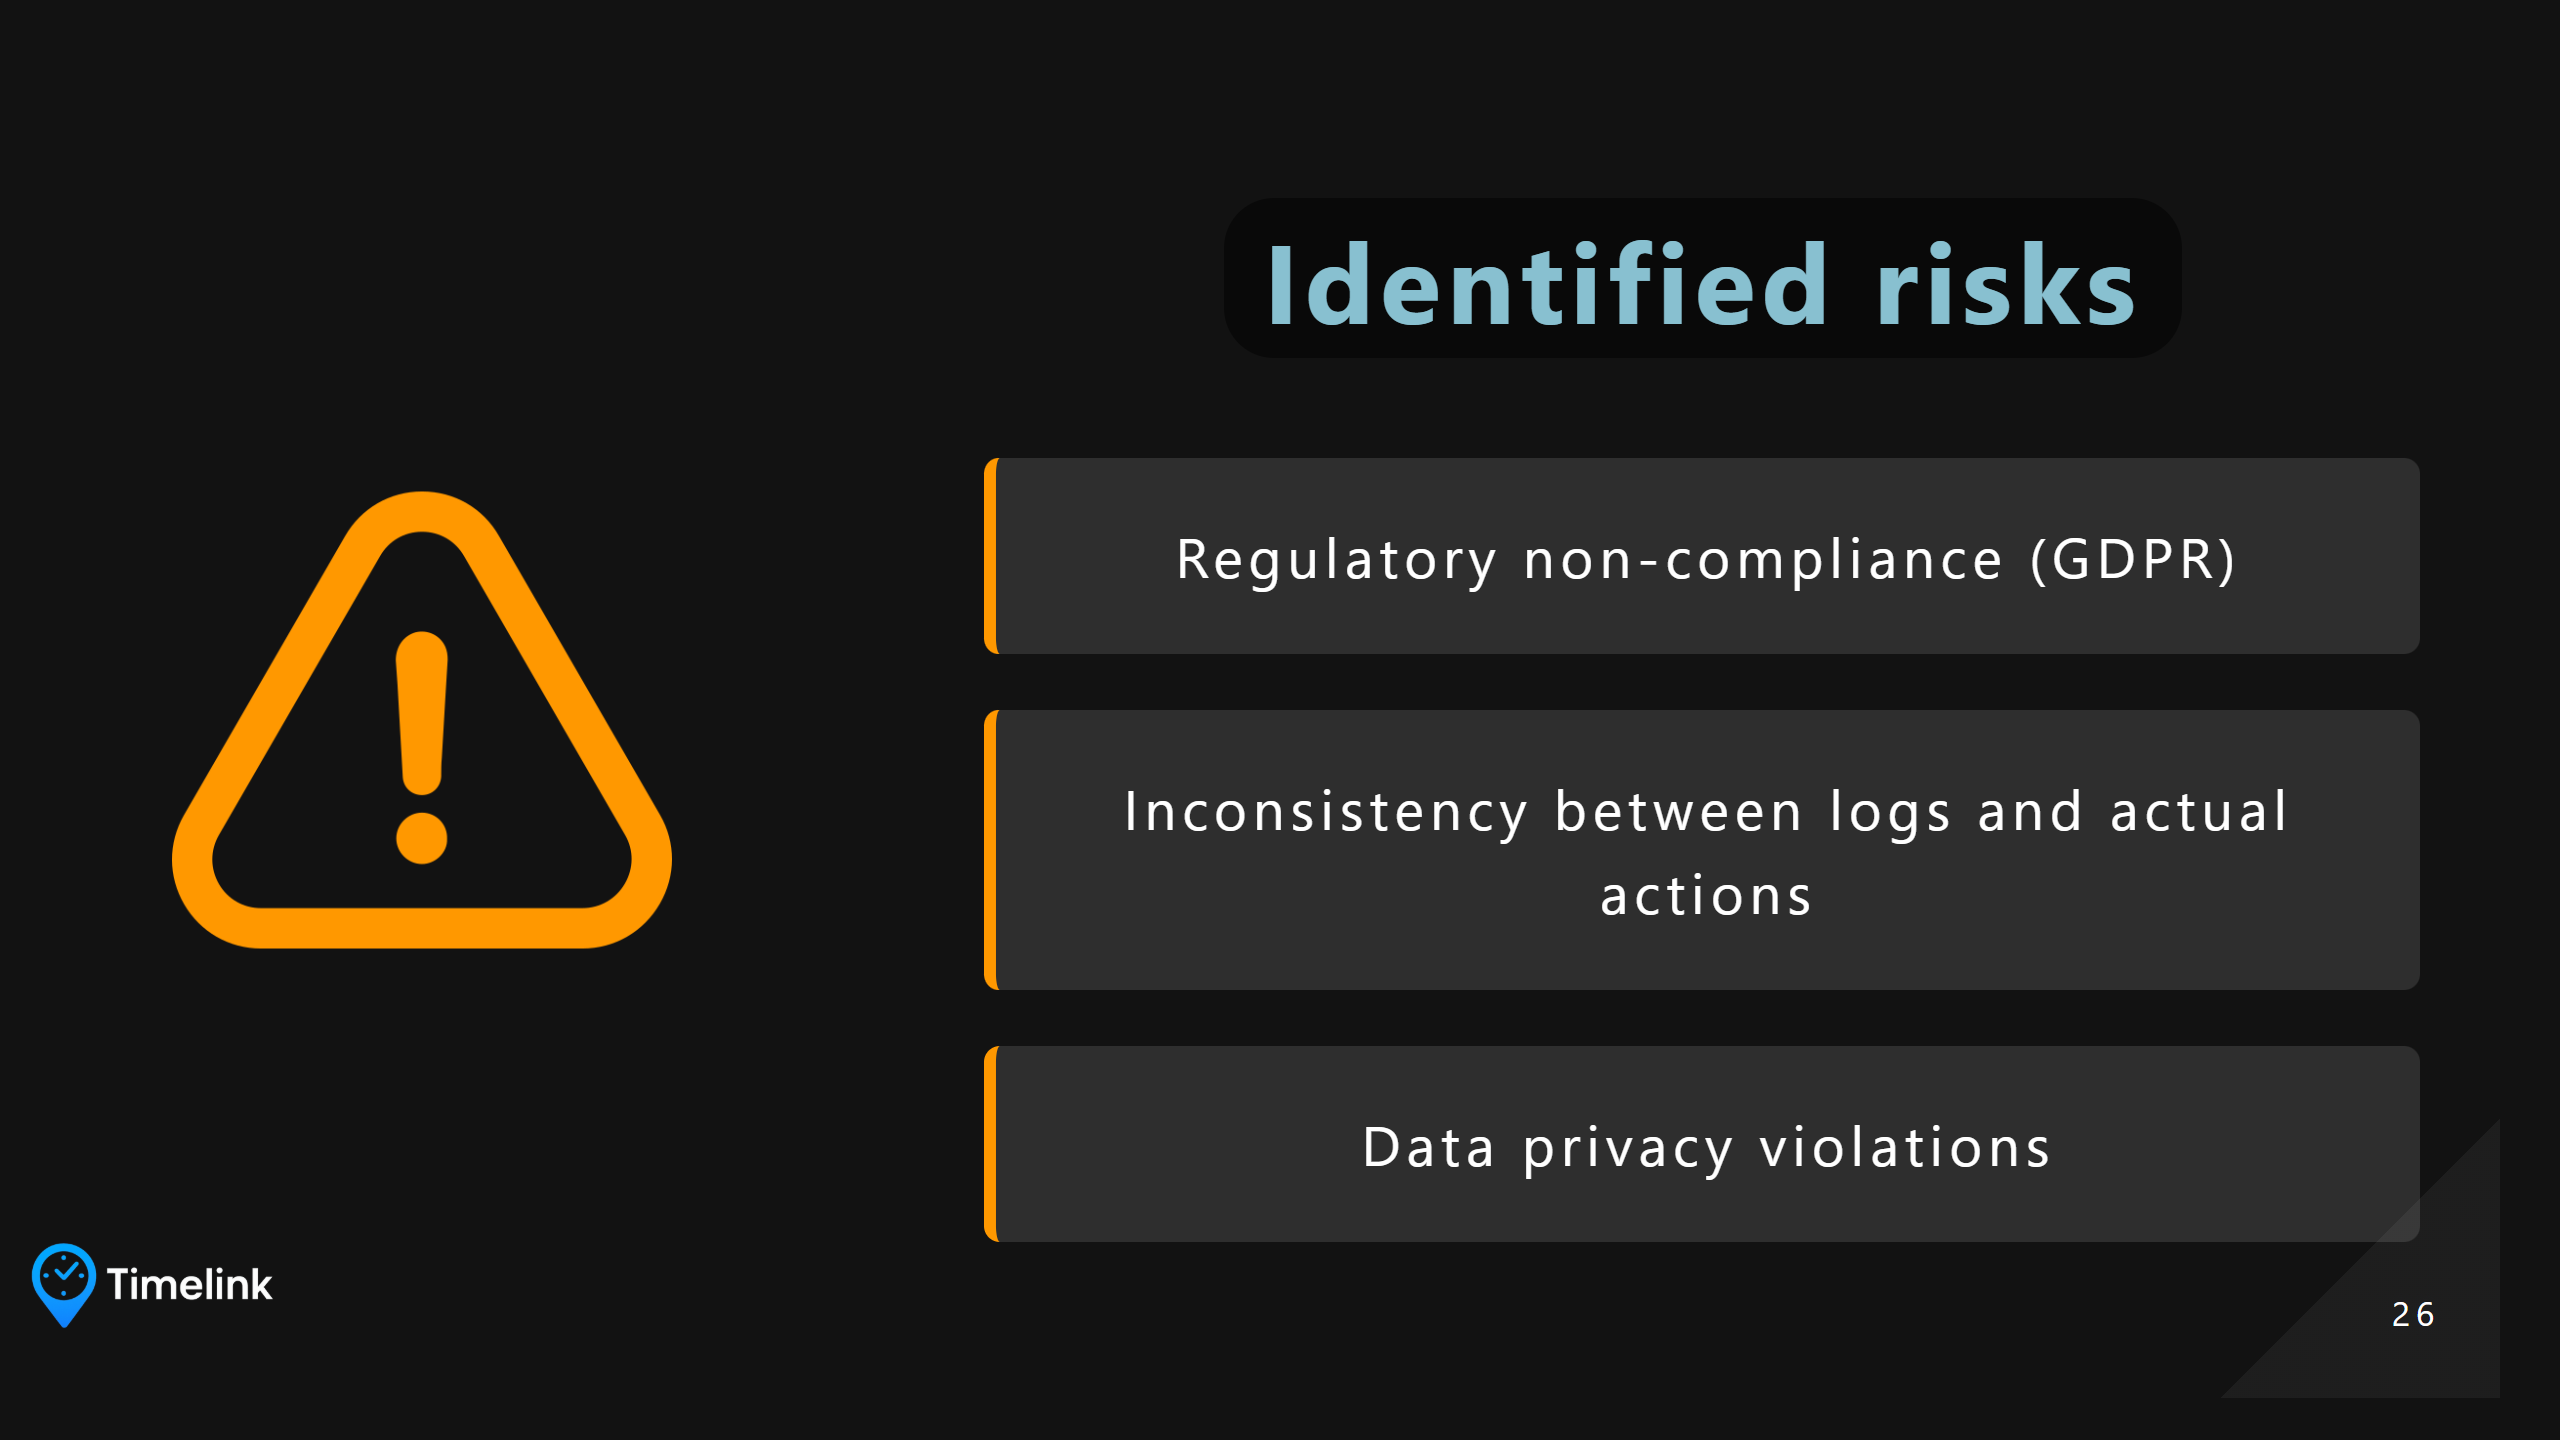 Identified risks
Regulatory non-compliance (GDPR)
Inconsistency between logs and actual
actions
Data privacy violations
Timelink
26